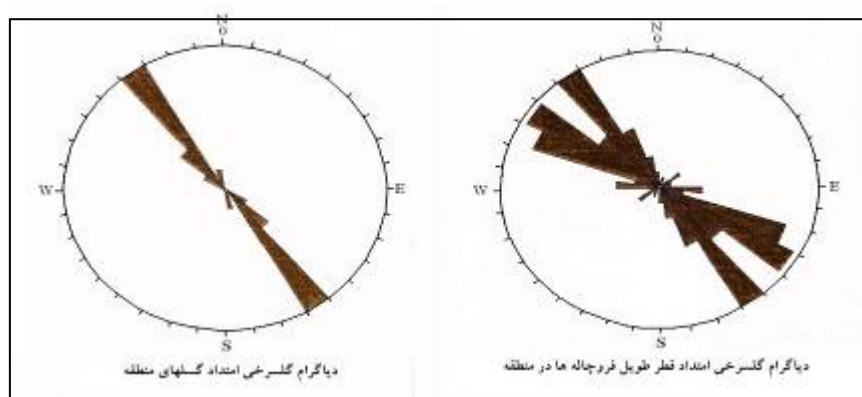 N
o
W
E
S
دیاگرام گلسرخی امتداد گسلهای منطقه
N
o
W
E
S
دیاگرام گلسرخی امتداد قطر طویل فروچاله ها در منطقه